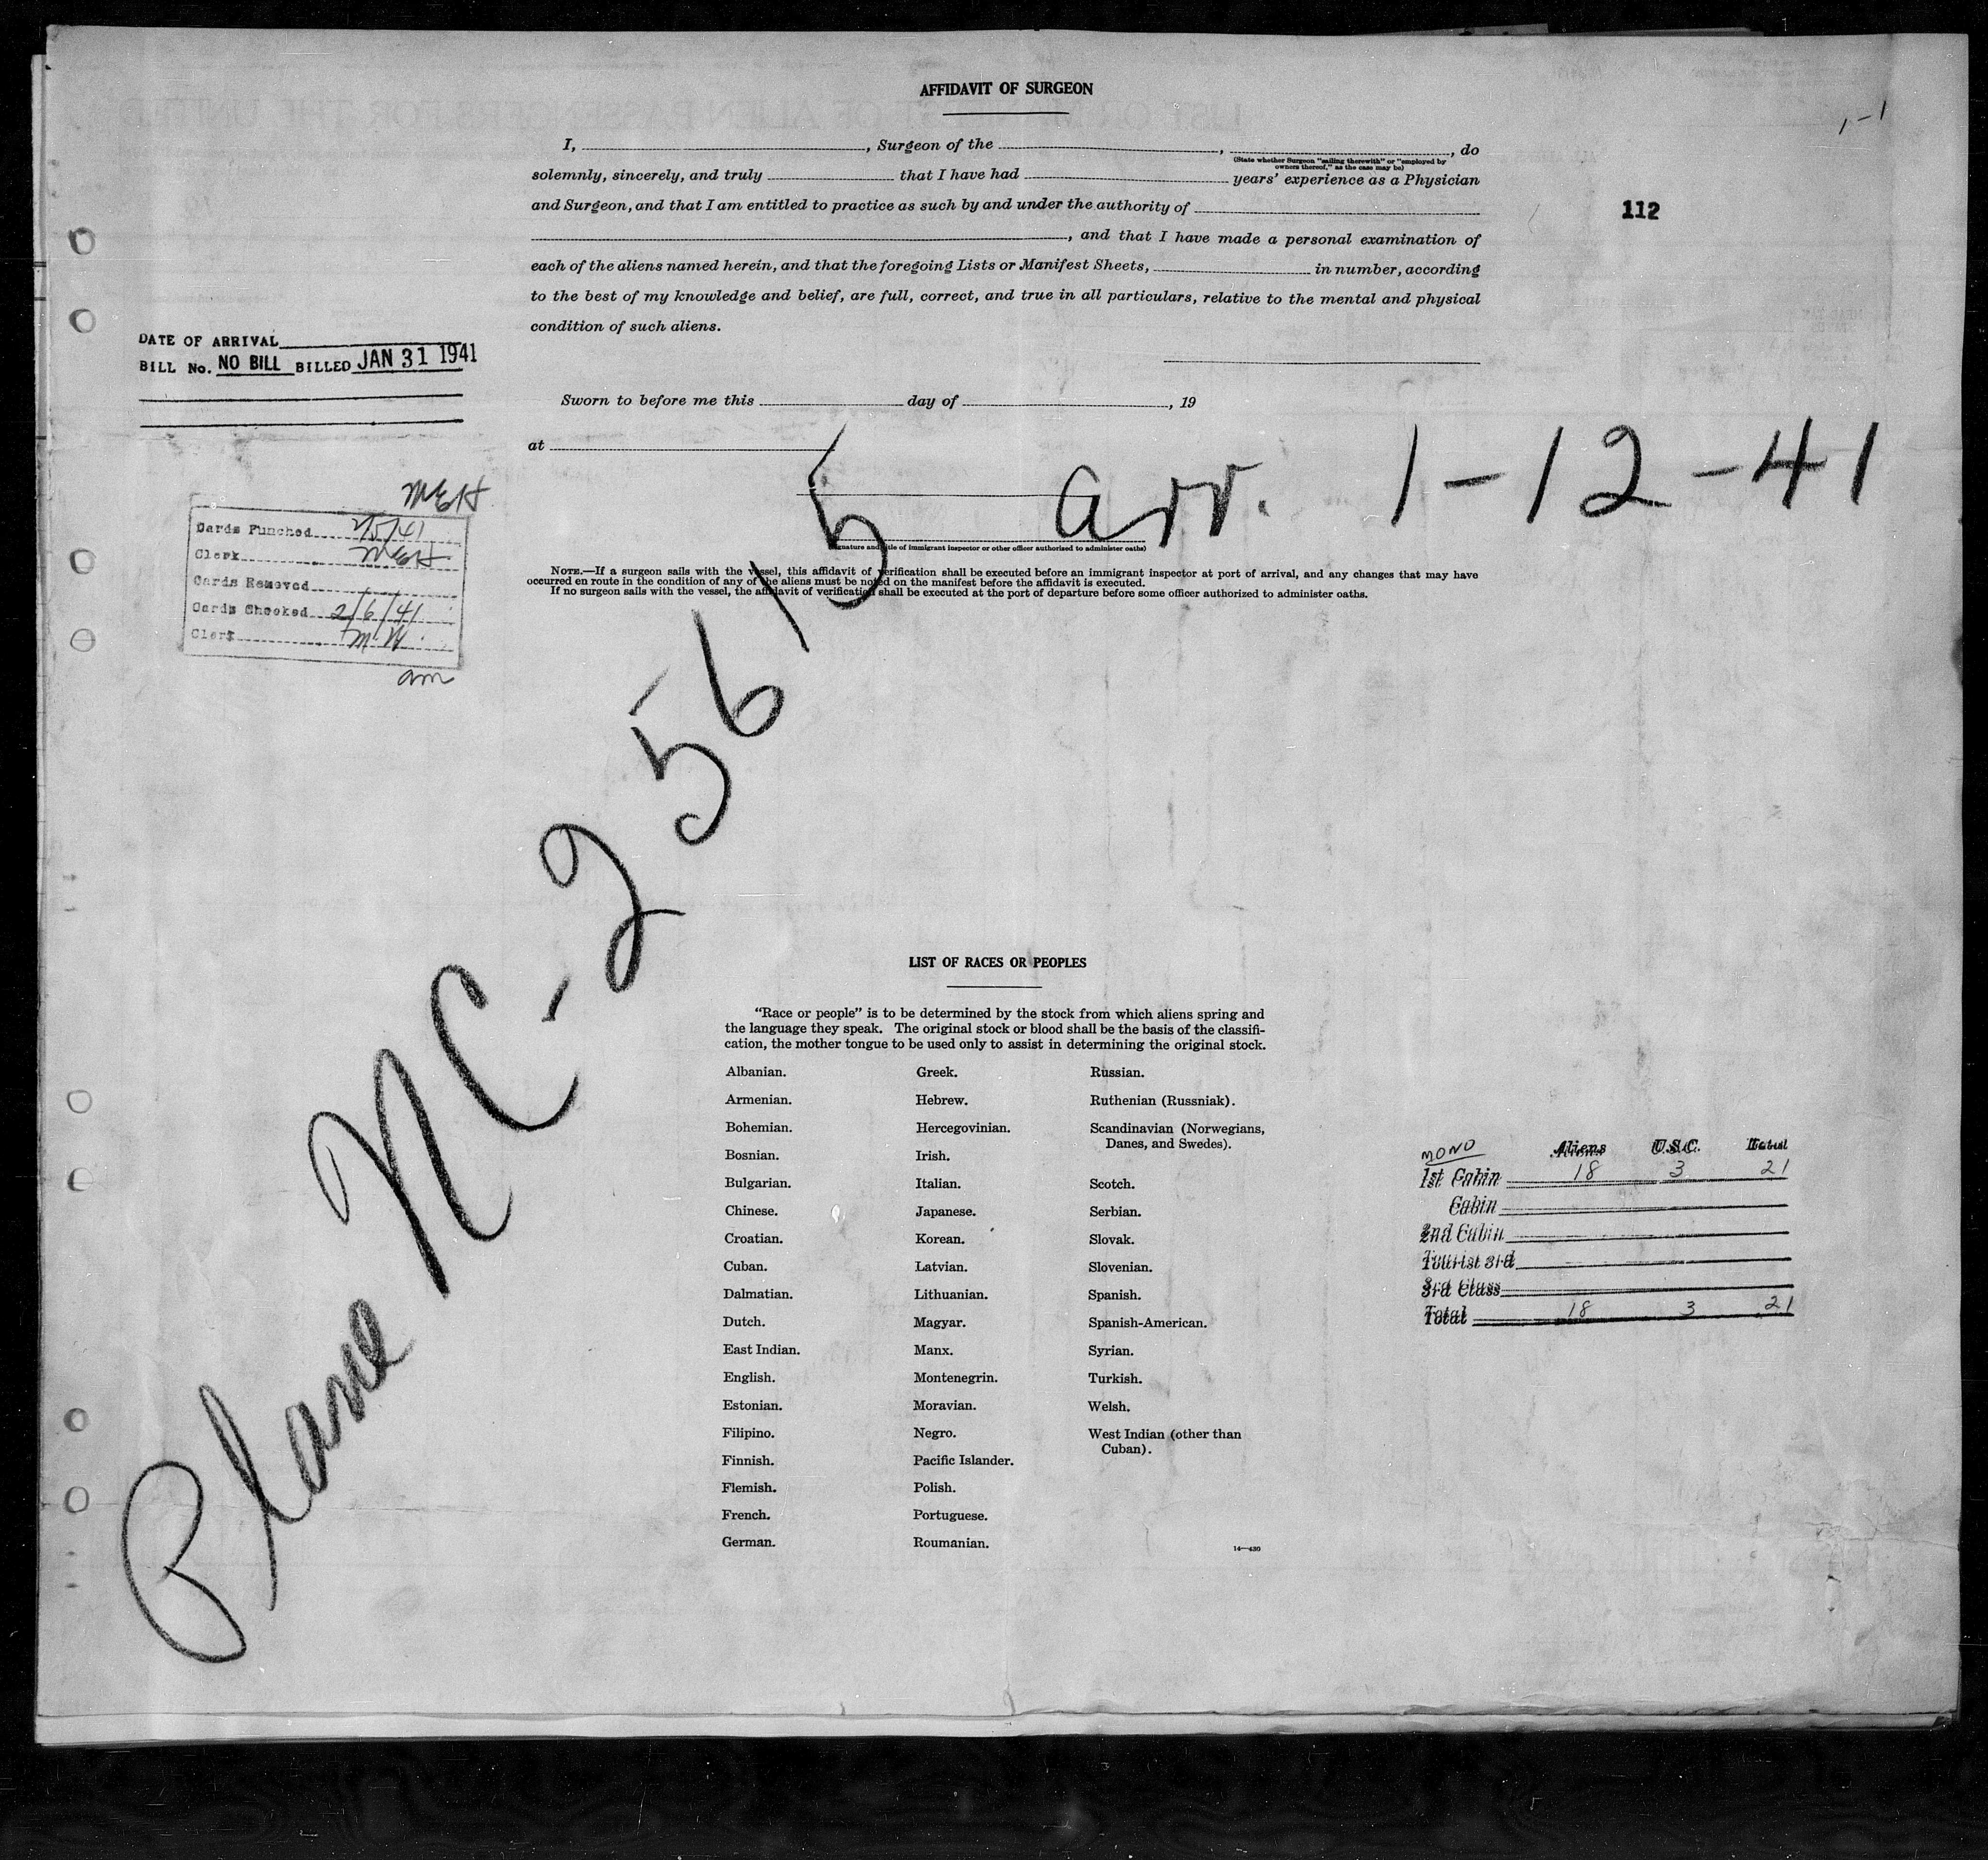 AFFIDAVIT OF SURGEON
1-1
I, , Surgeon of the , , do
(State whether Surgeon "sailing therewith" or "employed by
owners thereof," as the case may be)
solemnly, sincerely, and truly that I have had years' experience as a Physician
and Surgeon, and that I am entitled to practice as such by and under the authority of
112
, and that I have made a personal examination of
each of the aliens named herein, and that the foregoing Lists or Manifest Sheets, in number, according
to the best of my knowledge and belief, are full, correct, and true in all particulars, relative to the mental and physical
condition of such aliens.
DATE OF ARRIVAL
BILL No. NO BILL BILLED JAN 31 1941
Sworn to before me this day of , 19
at
arr. 1-12-41
(Signature and title of immigrant inspector or other officer authorized to administer oaths)
NOTE.—If a surgeon sails with the vessel, this affidavit of verification shall be executed before an immigrant inspector at port of arrival, and any changes that may have
occurred en route in the condition of any of the aliens must be noted on the manifest before the affidavit is executed.
If no surgeon sails with the vessel, the affidavit of verification shall be executed at the port of departure before some officer authorized to administer oaths.
MEH
Cards Punched 2/5/41
Clerk MEH
Cards Removed
Cards Checked 2/6/41
Clerk M.W.
am
Plane NC-25615
LIST OF RACES OR PEOPLES
"Race or people" is to be determined by the stock from which aliens spring and
the language they speak. The original stock or blood shall be the basis of the classifi-
cation, the mother tongue to be used only to assist in determining the original stock.
Albanian.
Armenian.
Bohemian.
Bosnian.
Bulgarian.
Chinese.
Croatian.
Cuban.
Dalmatian.
Dutch.
East Indian.
English.
Estonian.
Filipino.
Finnish.
Flemish.
French.
German.
Greek.
Hebrew.
Hercegovinian.
Irish.
Italian.
Japanese.
Korean.
Latvian.
Lithuanian.
Magyar.
Manx.
Montenegrin.
Moravian.
Negro.
Pacific Islander.
Polish.
Portuguese.
Roumanian.
Russian.
Ruthenian (Russniak).
Scandinavian (Norwegians,
Danes, and Swedes).
Scotch.
Serbian.
Slovak.
Slovenian.
Spanish.
Spanish-American.
Syrian.
Turkish.
Welsh.
West Indian (other than
Cuban).
14—430
MONO Aliens U.S.C. Total
1st Cabin 18 3 21
Cabin
2nd Cabin
Tourist 3rd
3rd Class
Total 18 3 21